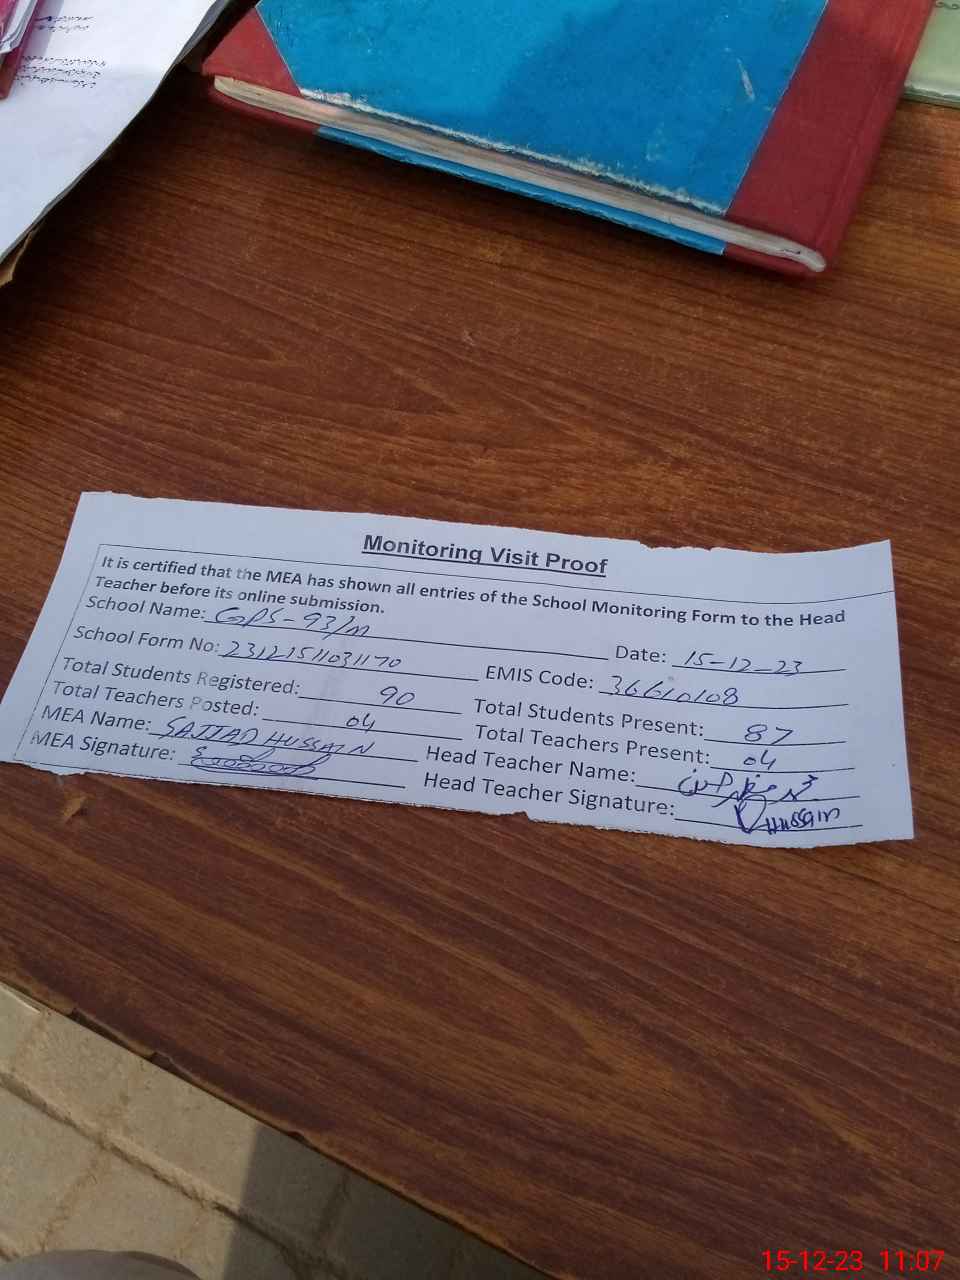 Monitoring Visit Proof
It is certified that the MEA has shown all entries of the School Monitoring Form to the Head
Teacher before its online submission.
School Name: GPS-93/m
Date: 15-12-23
School Form No: 23121511031170
EMIS Code: 36610108
Total Students Registered: 90
Total Students Present: 87
Total Teachers Posted: 04
Total Teachers Present: 04
MEA Name: SAJJAD HUSSAIN
Head Teacher Name:
MEA Signature:
Head Teacher Signature: Hussain
15-12-23 11:07